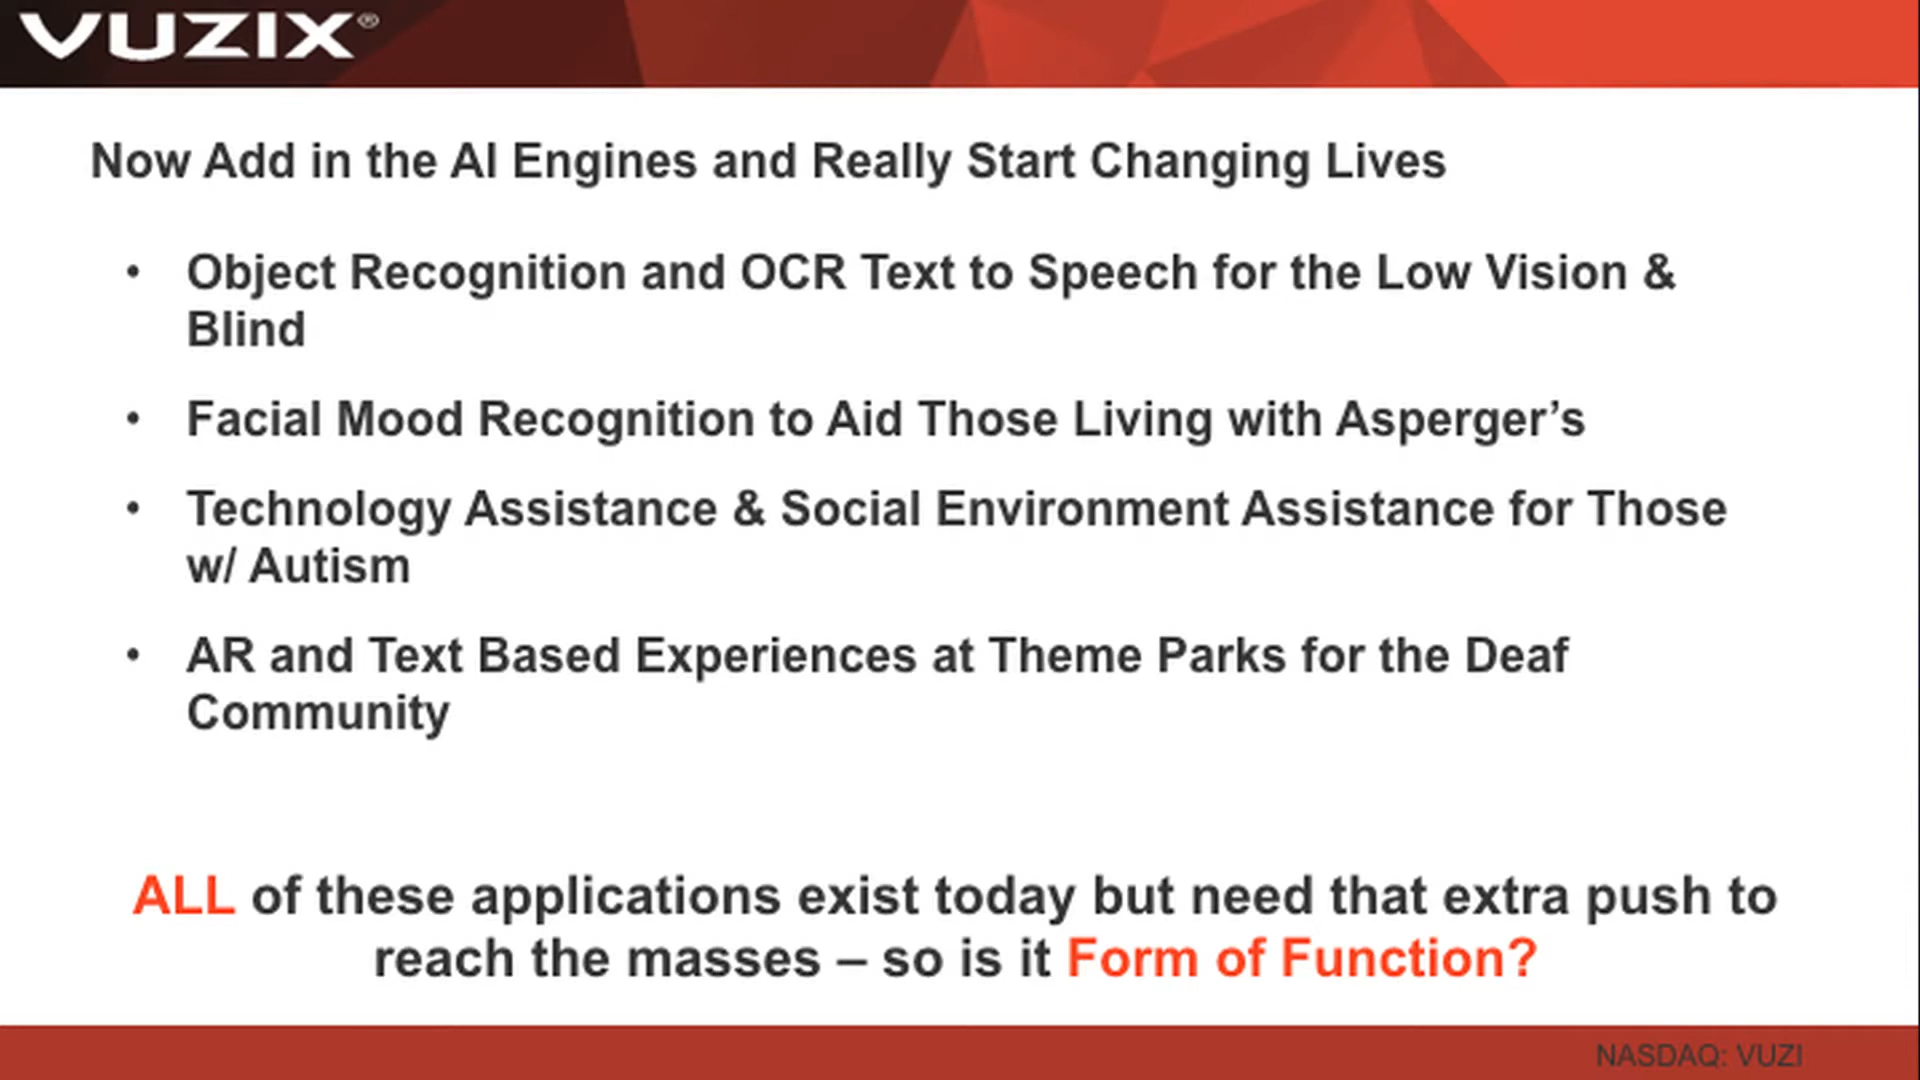 VUZIX®
Now Add in the AI Engines and Really Start Changing Lives
• Object Recognition and OCR Text to Speech for the Low Vision &
Blind
• Facial Mood Recognition to Aid Those Living with Asperger’s
• Technology Assistance & Social Environment Assistance for Those
w/ Autism
• AR and Text Based Experiences at Theme Parks for the Deaf
Community
ALL of these applications exist today but need that extra push to
reach the masses – so is it Form of Function?
NASDAQ: VUZI